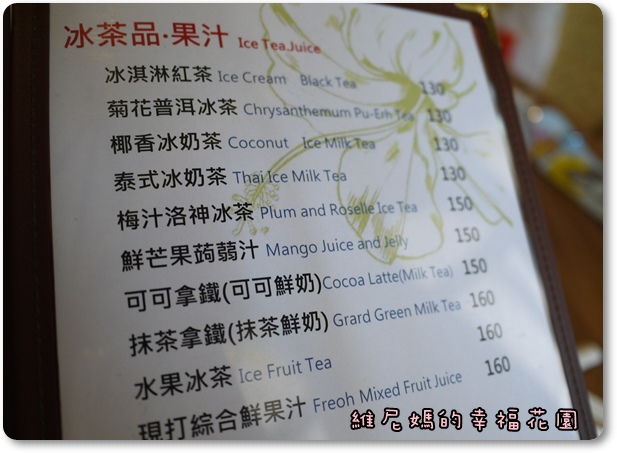 冰茶品·果汁 Ice Tea.Juice
冰淇淋紅茶 Ice Cream Black Tea 130
菊花普洱冰茶 Chrysanthemum Pu-Erh Tea 130
椰香冰奶茶 Coconut Ice Milk Tea 130
泰式冰奶茶 Thai Ice Milk Tea 130
梅汁洛神冰茶 Plum and Roselle Ice Tea 150
鮮芒果蒟蒻汁 Mango Juice and Jelly 150
可可拿鐵(可可鮮奶)Cocoa Latte(Milk Tea) 150
抹茶拿鐵(抹茶鮮奶) Grard Green Milk Tea 160
水果冰茶 Ice Fruit Tea 160
現打綜合鮮果汁 Freoh Mixed Fruit Juice 160
維尼媽的幸福花園